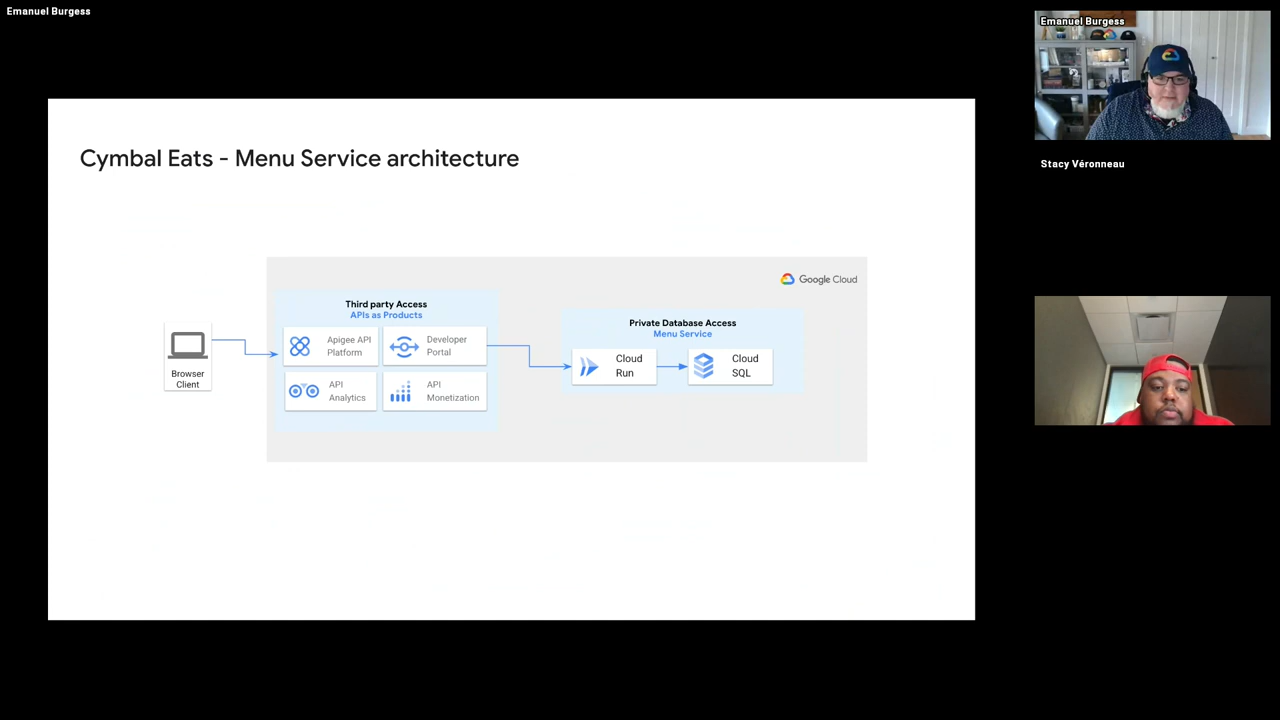 Emanuel Burgess
Emanuel Burgess
Stacy Véronneau
Cymbal Eats - Menu Service architecture
Google Cloud
Third party Access
APIs as Products
Apigee API
Platform
Developer
Portal
API
Analytics
API
Monetization
Browser
Client
Private Database Access
Menu Service
Cloud
Run
Cloud
SQL